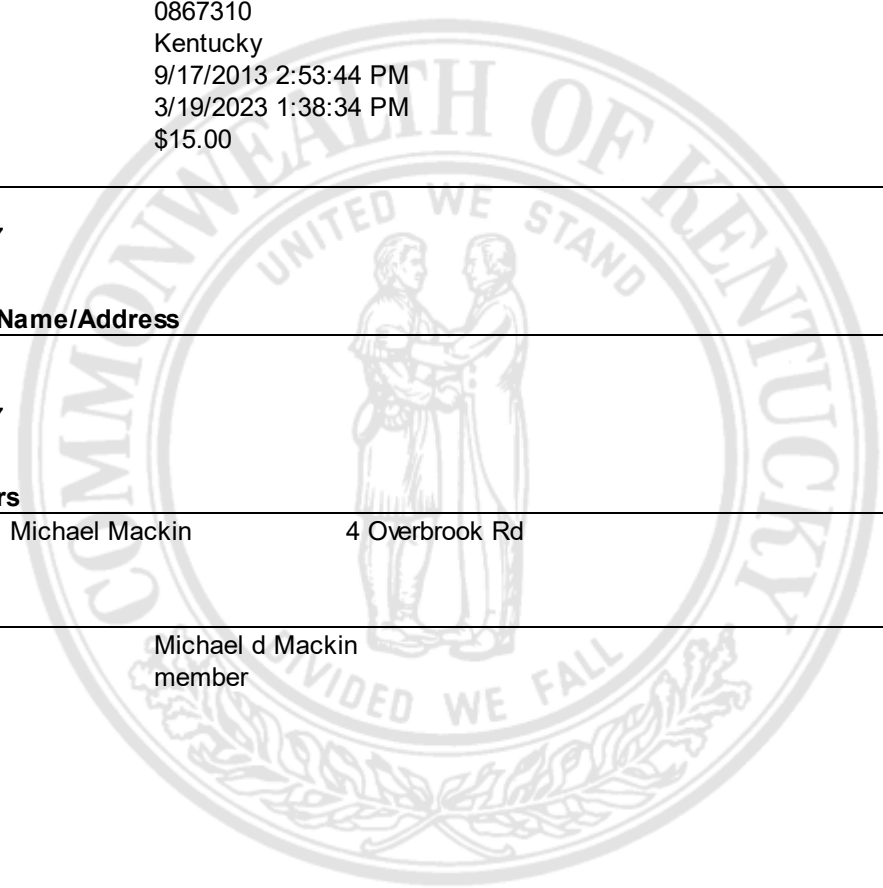 0867310
Kentucky
9/17/2013 2:53:44 PM
3/19/2023 1:38:34 PM
$15.00
Name/Address
rs
Michael Mackin 4 Overbrook Rd
Michael d Mackin
member
COMMONWEALTH OF KENTUCKY
UNITED WE STAND
DIVIDED WE FALL